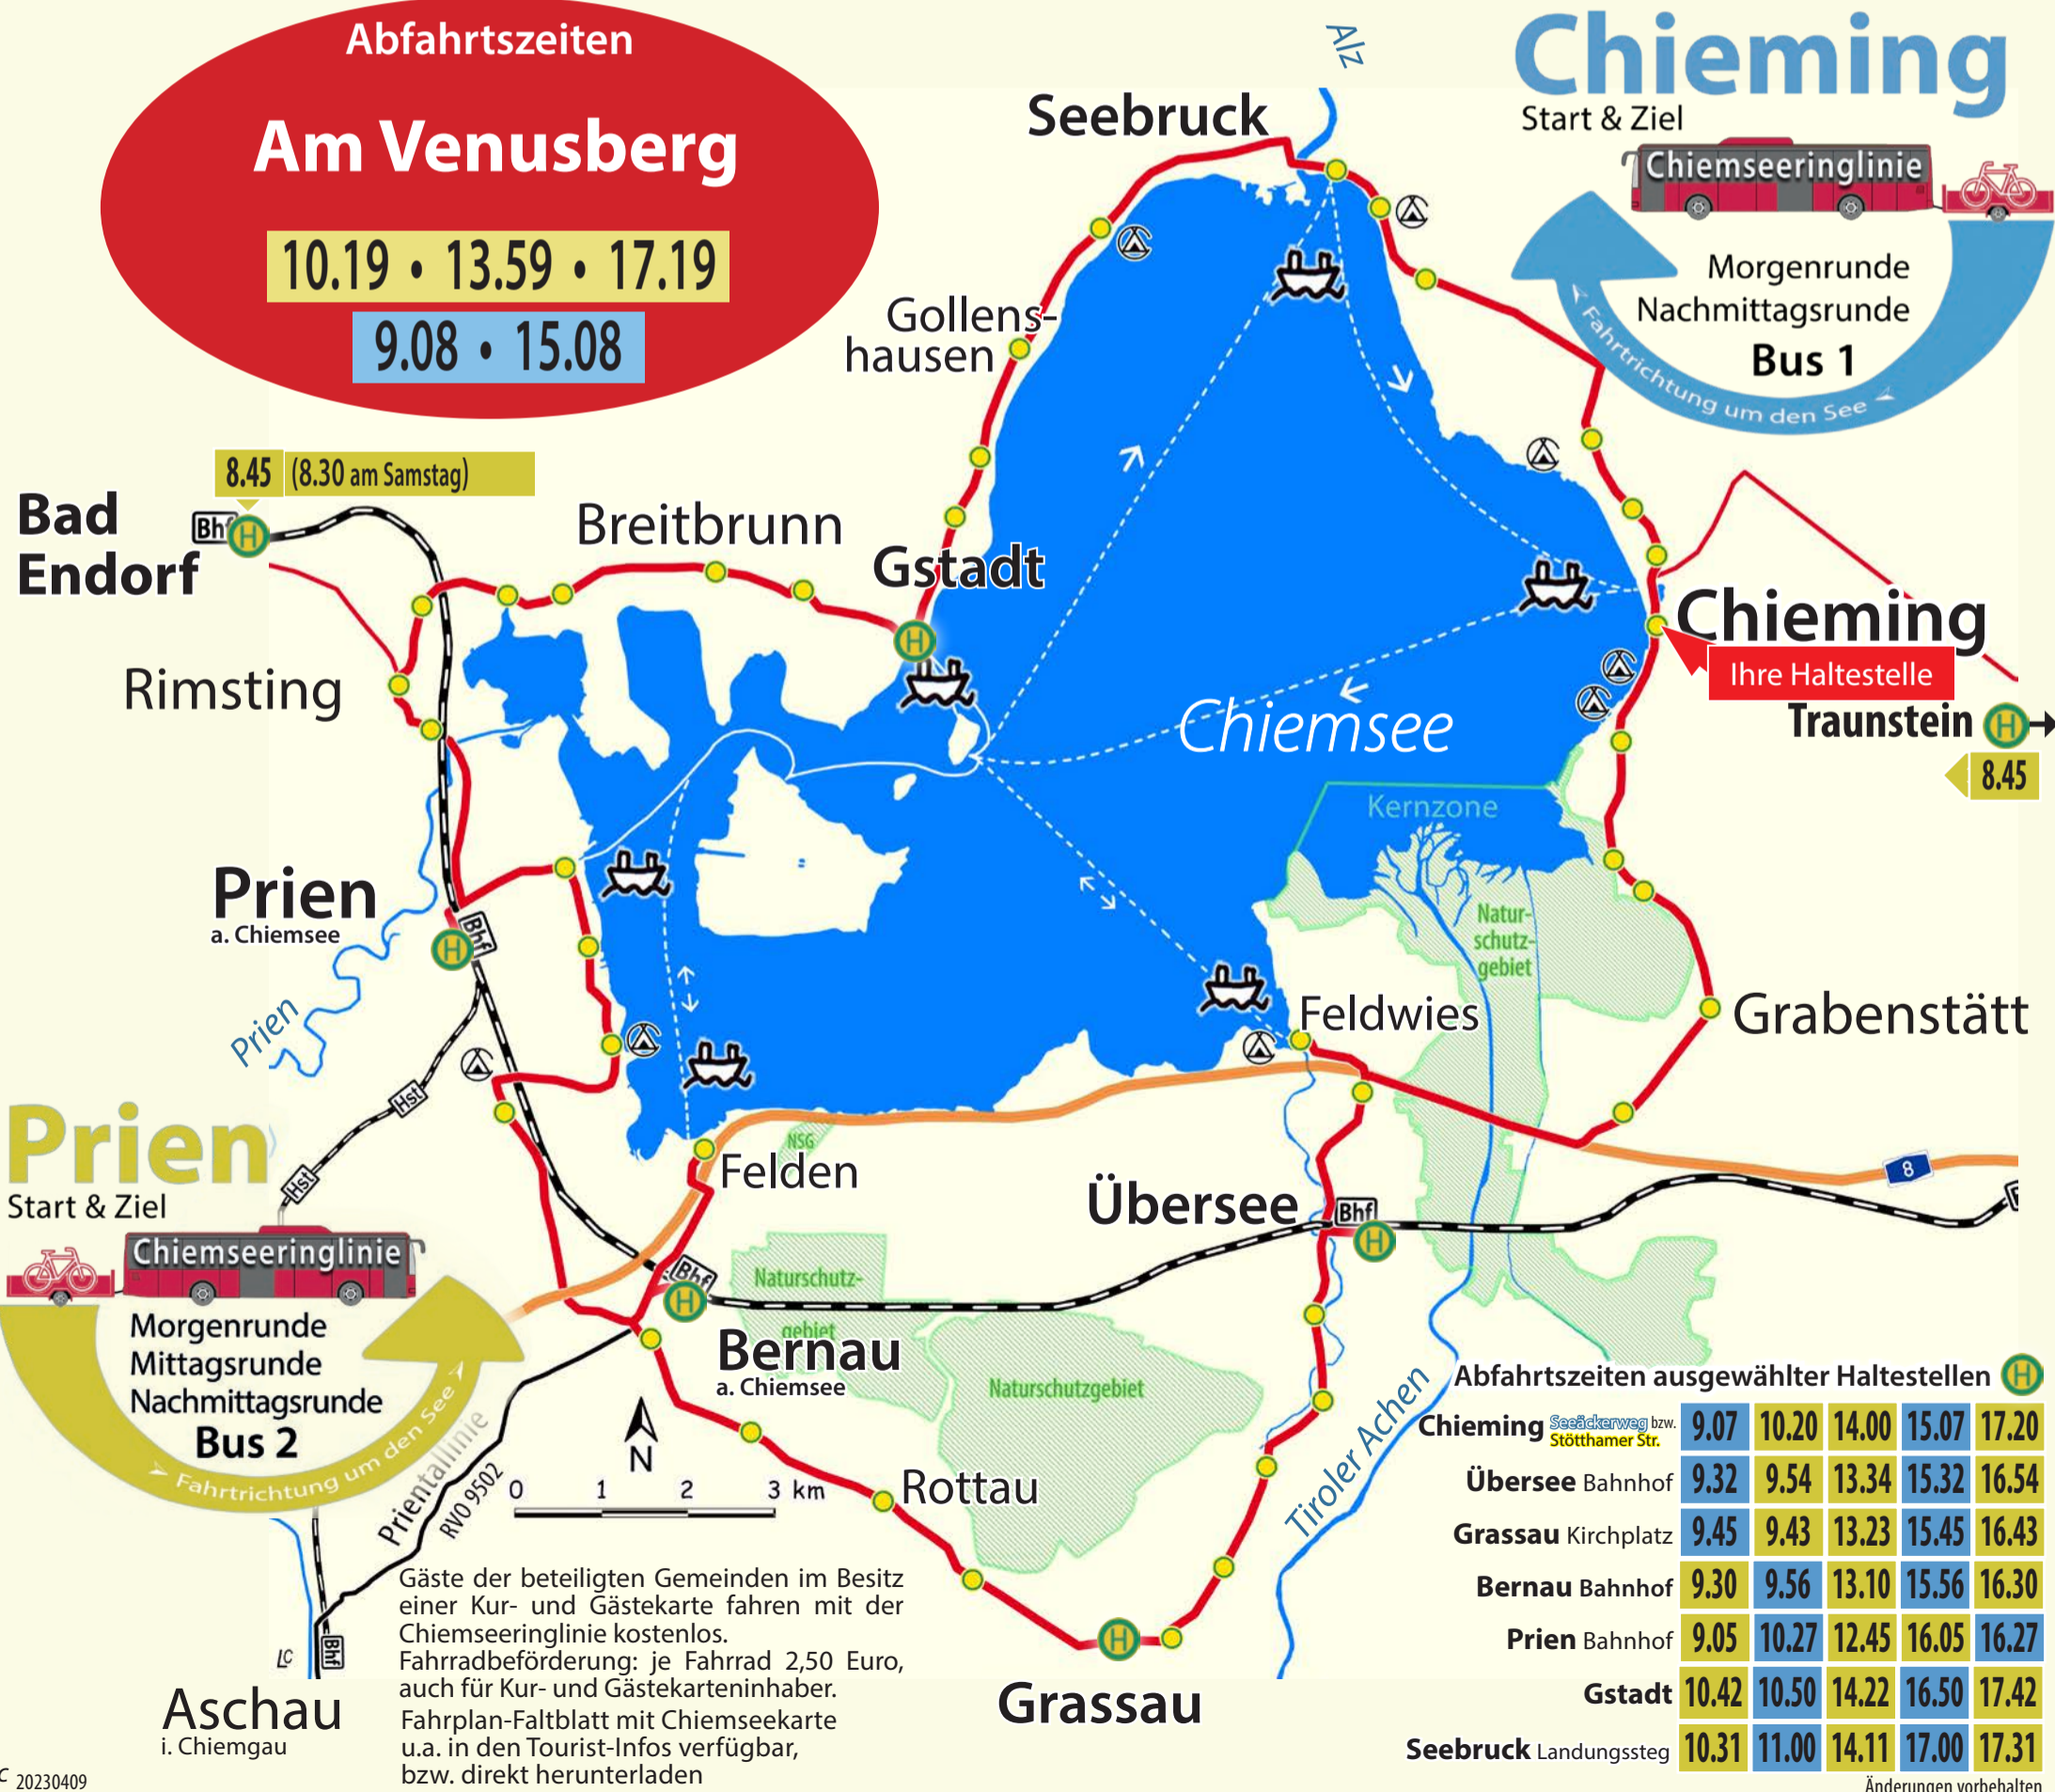 Abfahrtszeiten
Am Venusberg
10.19 • 13.59 • 17.19
9.08 • 15.08
Chieming
Start & Ziel
Chiemseeringlinie
Morgenrunde
Nachmittagsrunde
Bus 1
Fahrtrichtung um den See
Alz
Seebruck
Gollens-
hausen
8.45 (8.30 am Samstag)
Bad
Endorf
Bhf
Breitbrunn
Gstadt
Rimsting
Chieming
Ihre Haltestelle
Traunstein
8.45
Chiemsee
Kernzone
Natur-
schutz-
gebiet
Prien
a. Chiemsee
Bhf
Prien
Feldwies
Grabenstätt
Hst
Hst
Prien
Start & Ziel
Chiemseeringlinie
Morgenrunde
Mittagsrunde
Nachmittagsrunde
Bus 2
Fahrtrichtung um den See
NSG
Felden
8
Übersee
Bhf
Bhf
Naturschutz-
gebiet
Bernau
a. Chiemsee
Naturschutzgebiet
N
0 1 2 3 km
Rottau
Prientallinie
RVO 9502
Tiroler Achen
Grassau
LC
Bhf
Aschau
i. Chiemgau
Gäste der beteiligten Gemeinden im Besitz
einer Kur- und Gästekarte fahren mit der
Chiemseeringlinie kostenlos.
Fahrradbeförderung: je Fahrrad 2,50 Euro,
auch für Kur- und Gästekarteninhaber.
Fahrplan-Faltblatt mit Chiemseekarte
u.a. in den Tourist-Infos verfügbar,
bzw. direkt herunterladen
Abfahrtszeiten ausgewählter Haltestellen H
Chieming Seeäckerweg bzw. Stötthamer Str. 9.07 10.20 14.00 15.07 17.20
Übersee Bahnhof 9.32 9.54 13.34 15.32 16.54
Grassau Kirchplatz 9.45 9.43 13.23 15.45 16.43
Bernau Bahnhof 9.30 9.56 13.10 15.56 16.30
Prien Bahnhof 9.05 10.27 12.45 16.05 16.27
Gstadt 10.42 10.50 14.22 16.50 17.42
Seebruck Landungssteg 10.31 11.00 14.11 17.00 17.31
Änderungen vorbehalten
20230409